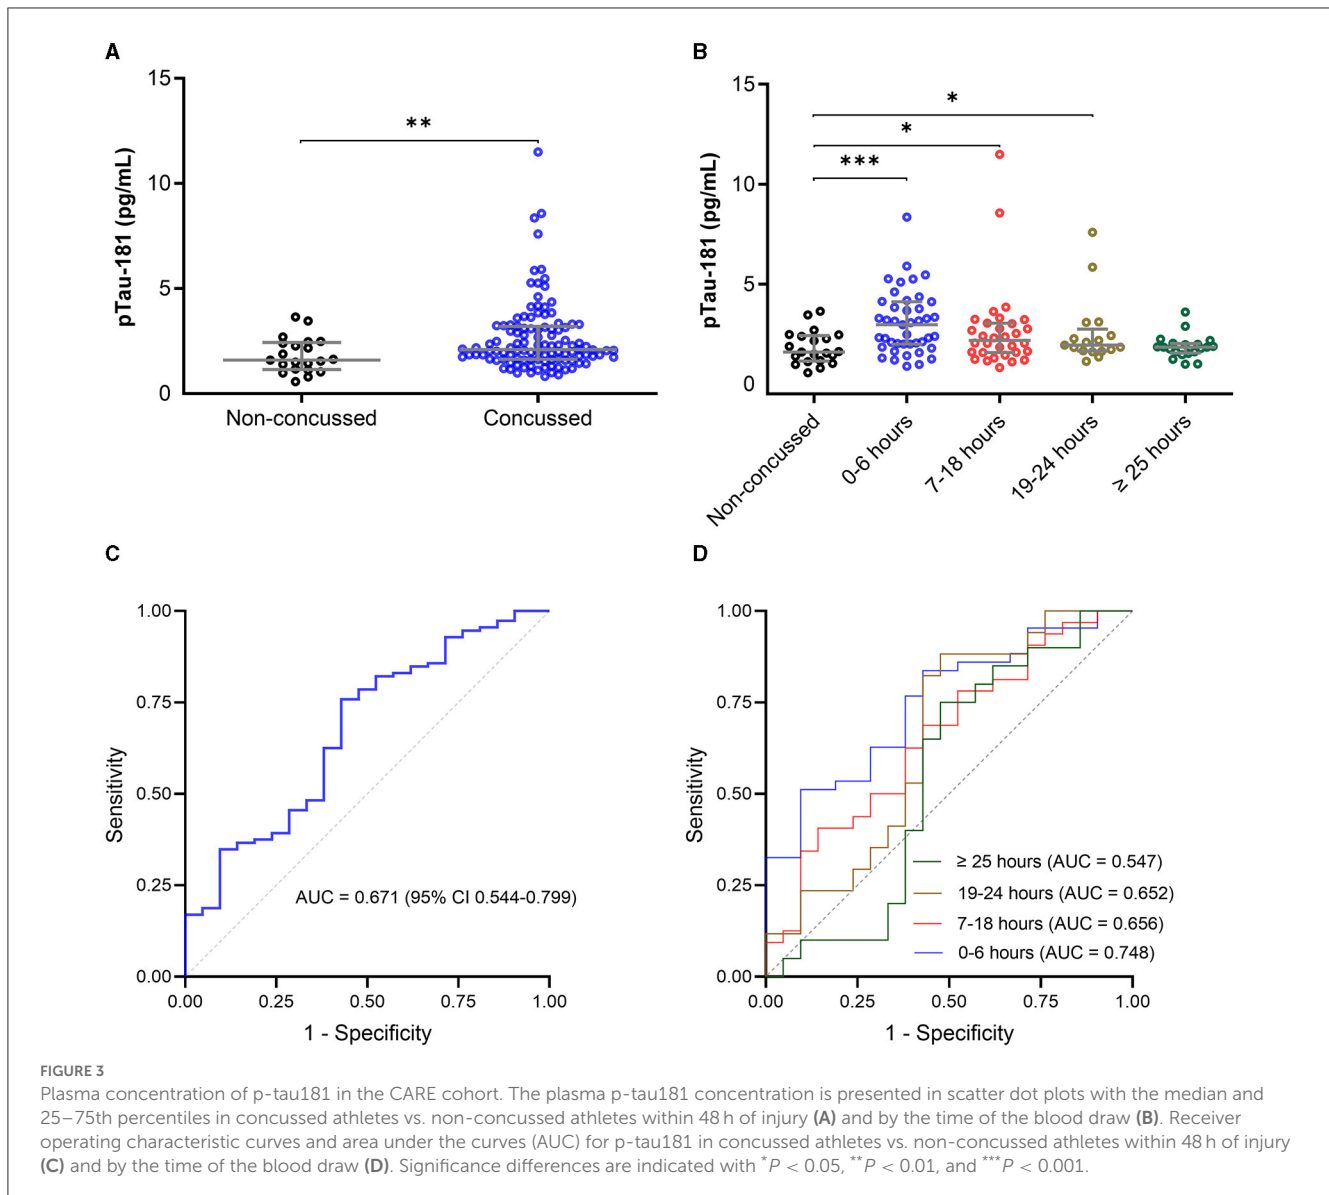 A
15
10
5
0
pTau-181 (pg/mL)
**
Non-concussed
Concussed
B
15
10
5
0
pTau-181 (pg/mL)
*
*
***
Non-concussed
0-6 hours
7-18 hours
19-24 hours
≥ 25 hours
C
1.00
0.75
0.50
0.25
0.00
Sensitivity
AUC = 0.671 (95% CI 0.544-0.799)
0.00
0.25
0.50
0.75
1.00
1 - Specificity
D
1.00
0.75
0.50
0.25
0.00
Sensitivity
≥ 25 hours (AUC = 0.547)
19-24 hours (AUC = 0.652)
7-18 hours (AUC = 0.656)
0-6 hours (AUC = 0.748)
0.00
0.25
0.50
0.75
1.00
1 - Specificity
FIGURE 3
Plasma concentration of p-tau181 in the CARE cohort. The plasma p-tau181 concentration is presented in scatter dot plots with the median and
25–75th percentiles in concussed athletes vs. non-concussed athletes within 48 h of injury (A) and by the time of the blood draw (B). Receiver
operating characteristic curves and area under the curves (AUC) for p-tau181 in concussed athletes vs. non-concussed athletes within 48 h of injury
(C) and by the time of the blood draw (D). Significance differences are indicated with *P < 0.05, **P < 0.01, and ***P < 0.001.